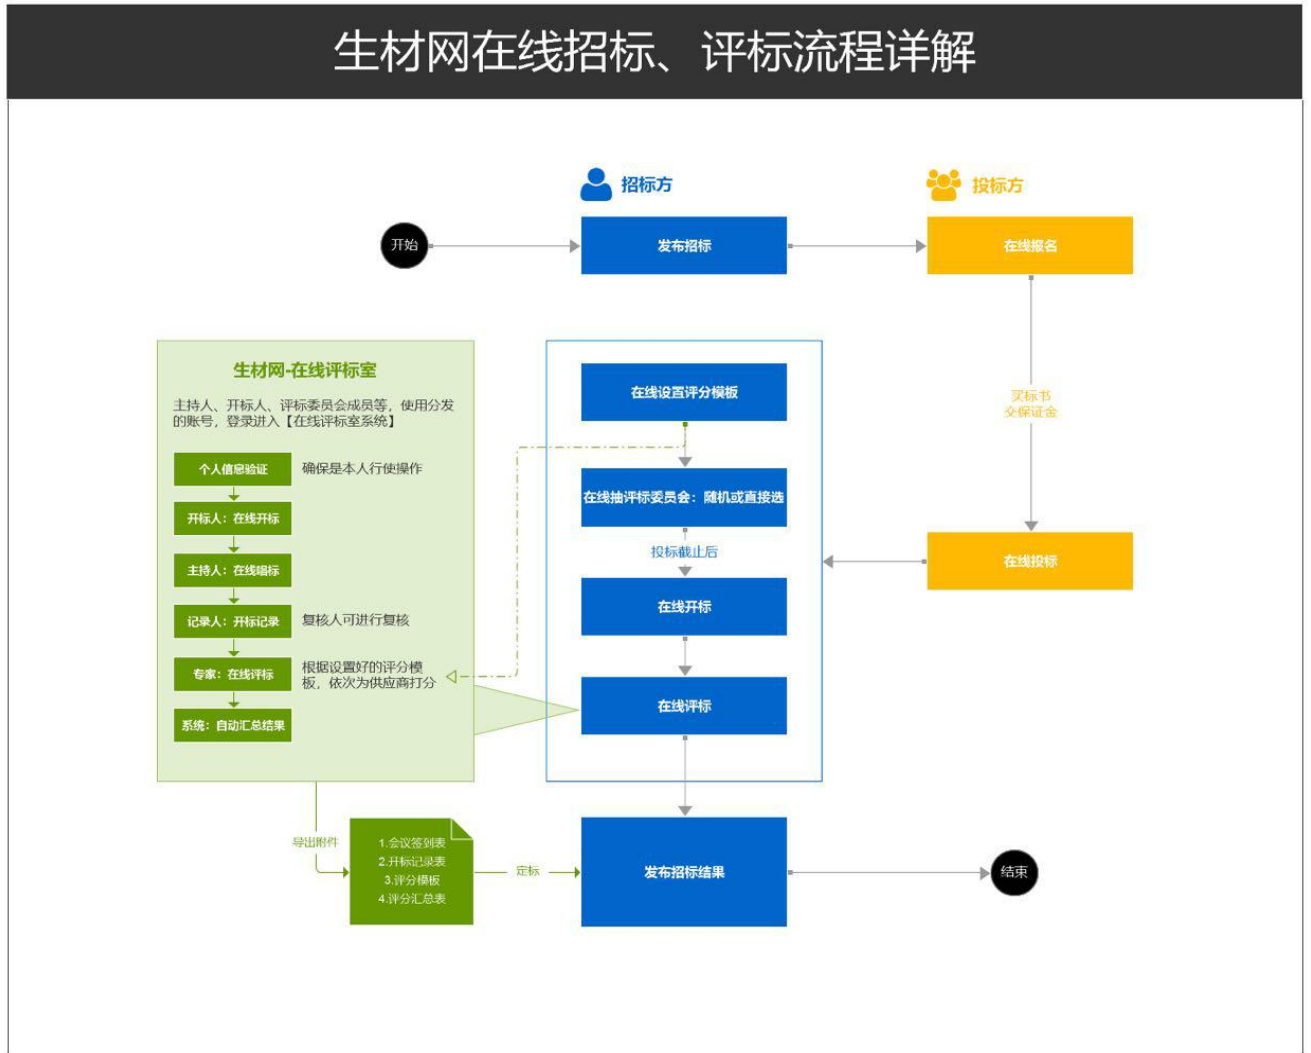 生材网在线招标、评标流程详解
招标方
投标方
开始
发布招标
在线报名
买标书
交保证金
在线投标
在线设置评分模板
在线抽评标委员会：随机或直接选
投标截止后
在线开标
在线评标
生材网-在线评标室
主持人、开标人、评标委员会成员等，使用分发
的账号，登录进入【在线评标室系统】
个人信息验证
确保是本人行使操作
开标人：在线开标
主持人：在线唱标
记录人：开标记录
复核人可进行复核
专家：在线评标
根据设置好的评分模
板，依次为供应商打分
系统：自动汇总结果
导出附件
1.会议签到表
2.开标记录表
3.评分模板
4.评分汇总表
定标
发布招标结果
结束